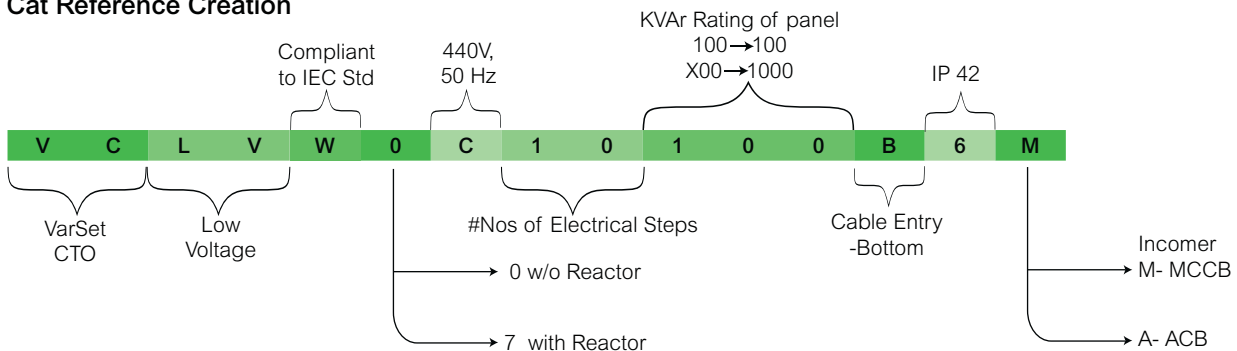 Cat Reference Creation
KVAr Rating of panel
100→100
X00→1000
Compliant
to IEC Std
440V,
50 Hz
IP 42
V C L V W 0 C 1 0 1 0 0 B 6 M
VarSet
CTO
Low
Voltage
#Nos of Electrical Steps
Cable Entry
-Bottom
0 w/o Reactor
7 with Reactor
Incomer
M- MCCB
A- ACB